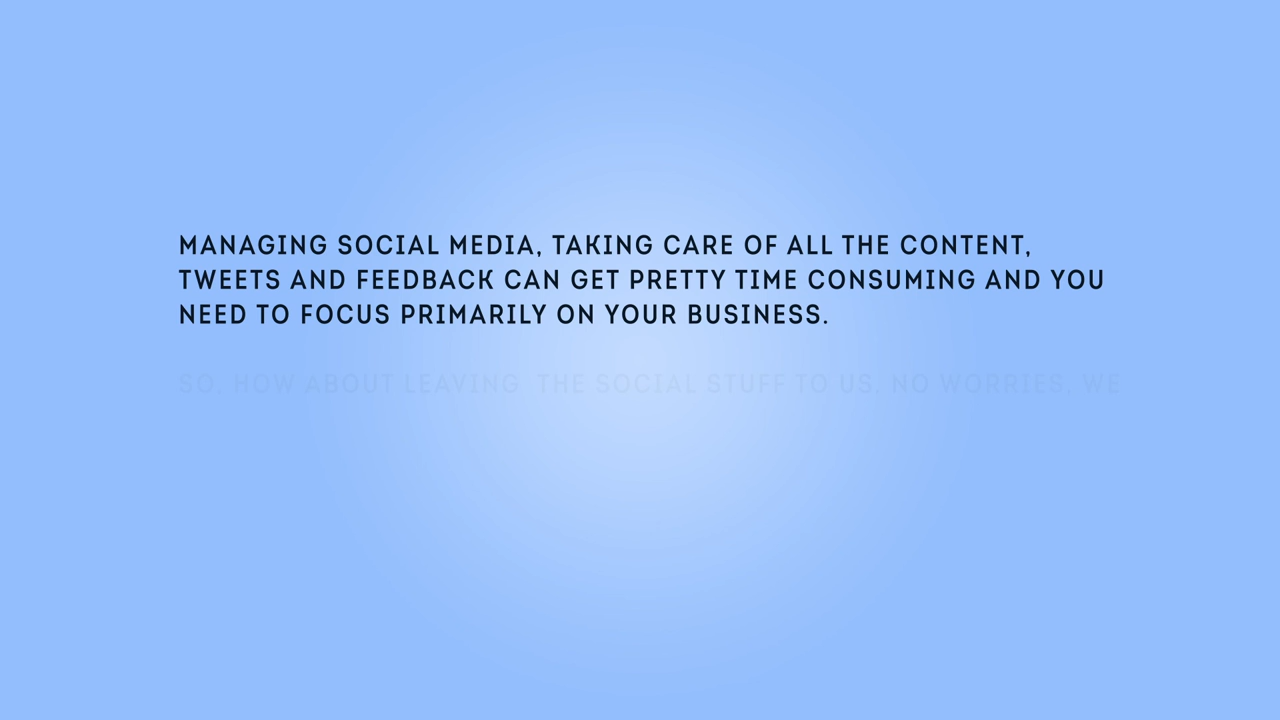 MANAGING SOCIAL MEDIA, TAKING CARE OF ALL THE CONTENT,
TWEETS AND FEEDBACK CAN GET PRETTY TIME CONSUMING AND YOU
NEED TO FOCUS PRIMARILY ON YOUR BUSINESS.
SO, HOW ABOUT LEAVING THE SOCIAL STUFF TO US. NO WORRIES, WE